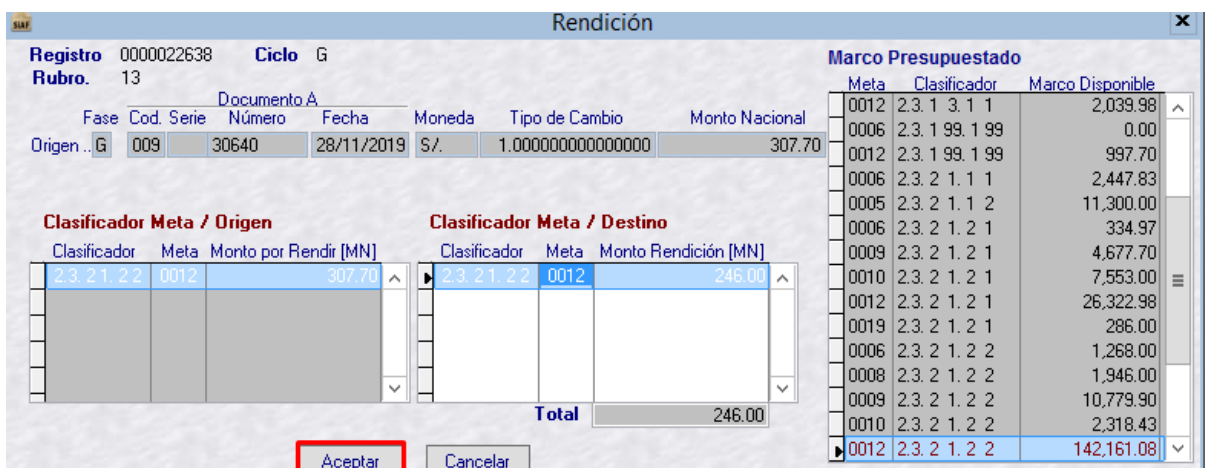 SIAF Rendición x
Registro 0000022638 Ciclo G
Rubro. 13
Documento A
Fase Cod. Serie Número Fecha Moneda Tipo de Cambio Monto Nacional
Origen .. G 009 30640 28/11/2019 S/. 1.000000000000000 307.70
Clasificador Meta / Origen
Clasificador Meta Monto por Rendir [MN]
2.3. 2 1. 2 2 0012 307.70
Clasificador Meta / Destino
Clasificador Meta Monto Rendición [MN]
2.3. 2 1. 2 2 0012 246.00
Total 246.00
Aceptar Cancelar
Marco Presupuestado
Meta Clasificador Marco Disponible
0012 2.3. 1 3. 1 1 2,039.98
0006 2.3. 1 99. 1 99 0.00
0012 2.3. 1 99. 1 99 997.70
0006 2.3. 2 1. 1 1 2,447.83
0005 2.3. 2 1. 1 2 11,300.00
0006 2.3. 2 1. 2 1 334.97
0009 2.3. 2 1. 2 1 4,677.70
0010 2.3. 2 1. 2 1 7,553.00
0012 2.3. 2 1. 2 1 26,322.98
0019 2.3. 2 1. 2 1 286.00
0006 2.3. 2 1. 2 2 1,268.00
0008 2.3. 2 1. 2 2 1,946.00
0009 2.3. 2 1. 2 2 10,779.90
0010 2.3. 2 1. 2 2 2,318.43
0012 2.3. 2 1. 2 2 142,161.08